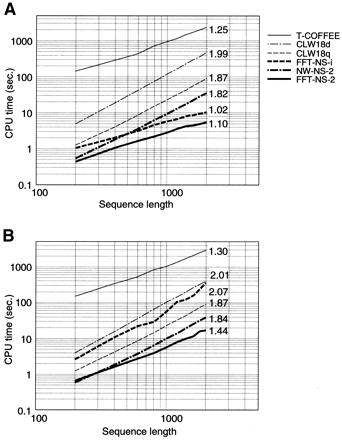 A
1000
100
10
1
0.1
CPU time (sec.)
1.25
1.99
1.87
1.82
1.02
1.10
T-COFFEE
CLW18d
CLW18q
FFT-NS-i
NW-NS-2
FFT-NS-2
100
1000
Sequence length
B
1000
100
10
1
0.1
CPU time (sec.)
1.30
2.01
2.07
1.87
1.84
1.44
100
1000
Sequence length